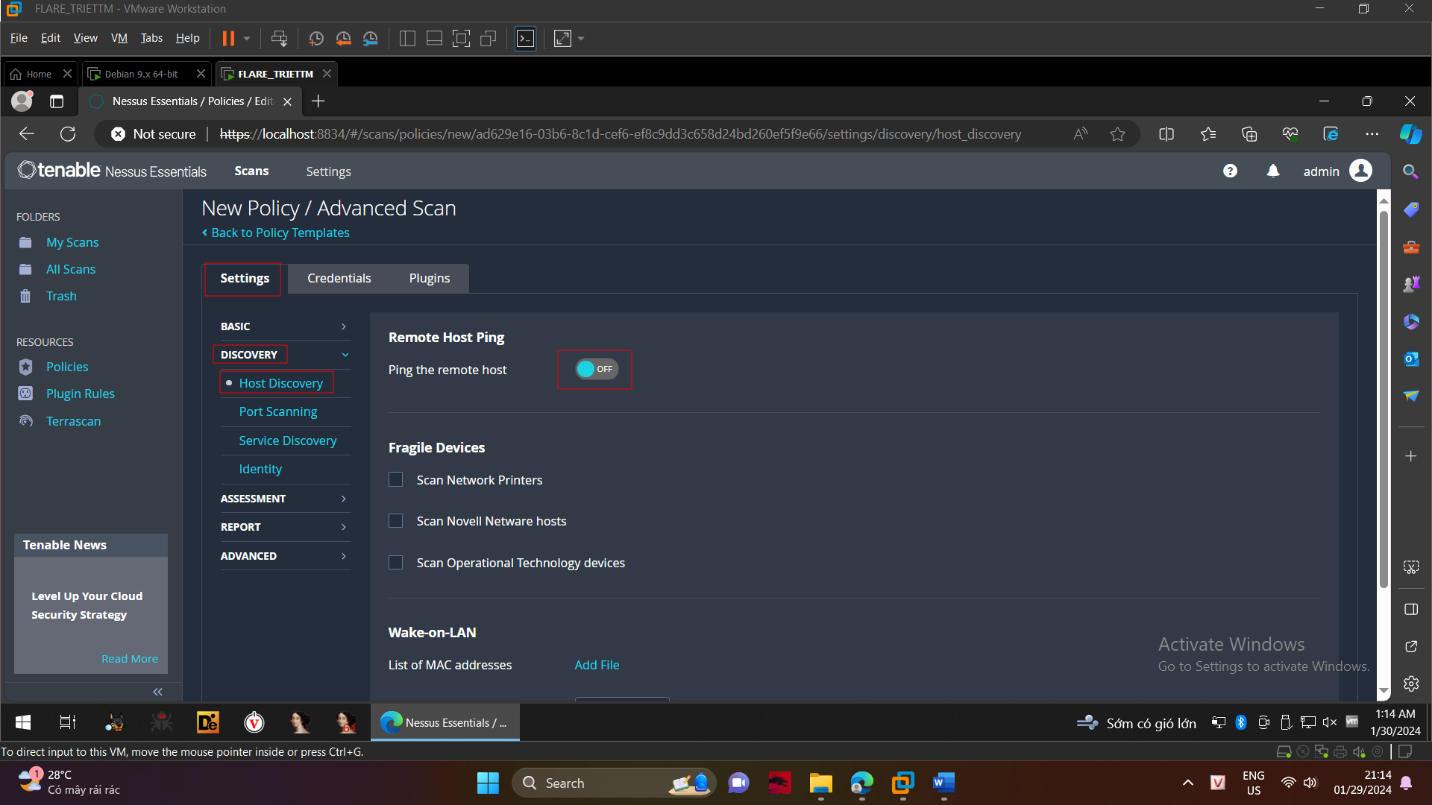 FLARE_TRIETTM - VMware Workstation
File Edit View VM Tabs Help
Home Debian 9.x 64-bit FLARE_TRIETTM
Nessus Essentials / Policies / Edit
Not secure https://localhost:8834/#/scans/policies/new/ad629e16-03b6-8c1d-cef6-ef8c9dd3c658d24bd260ef5f9e66/settings/discovery/host_discovery
tenable Nessus Essentials Scans Settings admin
FOLDERS
My Scans
All Scans
Trash
RESOURCES
Policies
Plugin Rules
Terrascan
Tenable News
Level Up Your Cloud
Security Strategy
Read More
New Policy / Advanced Scan
Back to Policy Templates
Settings Credentials Plugins
BASIC
DISCOVERY
Host Discovery
Port Scanning
Service Discovery
Identity
ASSESSMENT
REPORT
ADVANCED
Remote Host Ping
Ping the remote host OFF
Fragile Devices
Scan Network Printers
Scan Novell Netware hosts
Scan Operational Technology devices
Wake-on-LAN
List of MAC addresses Add File
Activate Windows
Go to Settings to activate Windows.
Nessus Essentials / ... Sớm có gió lớn 1:14 AM
1/30/2024
To direct input to this VM, move the mouse pointer inside or press Ctrl+G.
1 28°C
Có mây rải rác
Search
ENG
US
21:14
01/29/2024